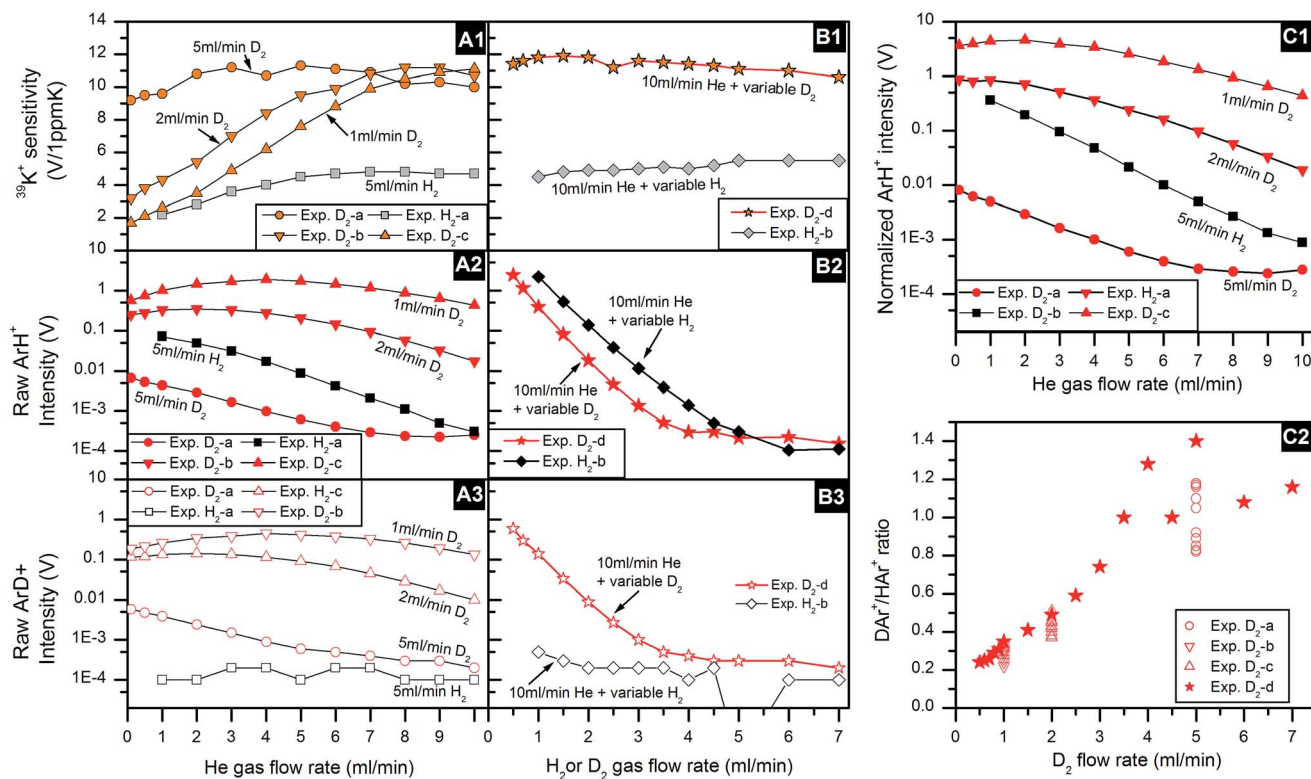 A1
14
12
10
8
6
4
2
10
³⁹K⁺ sensitivity
(V/1ppmK)
5ml/min D₂
2ml/min D₂
1ml/min D₂
5ml/min H₂
Exp. D₂-a Exp. H₂-a
Exp. D₂-b Exp. D₂-c
A2
1
0.1
0.01
1E-3
1E-4
10
Raw ArH⁺
Intensity (V)
1ml/min D₂
2ml/min D₂
5ml/min H₂
5ml/min D₂
Exp. D₂-a Exp. H₂-a
Exp. D₂-b Exp. D₂-c
A3
1
0.1
0.01
1E-3
1E-4
Raw ArD+
Intensity (V)
Exp. D₂-a Exp. H₂-c
Exp. H₂-a Exp. D₂-b
1ml/min D₂
2ml/min D₂
5ml/min D₂
5ml/min H₂
0 1 2 3 4 5 6 7 8 9 0
He gas flow rate (ml/min)
B1
10ml/min He + variable D₂
10ml/min He + variable H₂
Exp. D₂-d
Exp. H₂-b
B2
10ml/min He
+ variable H₂
10ml/min He
+ variable D₂
Exp. D₂-d
Exp. H₂-b
B3
10ml/min He
+ variable D₂
Exp. D₂-d
Exp. H₂-b
10ml/min He + variable H₂
1 2 3 4 5 6 7
H₂or D₂ gas flow rate (ml/min)
C1
10
1
0.1
0.01
1E-3
1E-4
Normalized ArH⁺ intensity (V)
1ml/min D₂
2ml/min D₂
5ml/min H₂
5ml/min D₂
Exp. D₂-a Exp. H₂-a
Exp. D₂-b Exp. D₂-c
0 1 2 3 4 5 6 7 8 9 10
He gas flow rate (ml/min)
C2
1.4
1.2
1.0
0.8
0.6
0.4
0.2
0.0
DAr⁺/HAr⁺ ratio
Exp. D₂-a
Exp. D₂-b
Exp. D₂-c
Exp. D₂-d
0 1 2 3 4 5 6 7
D₂ flow rate (ml/min)